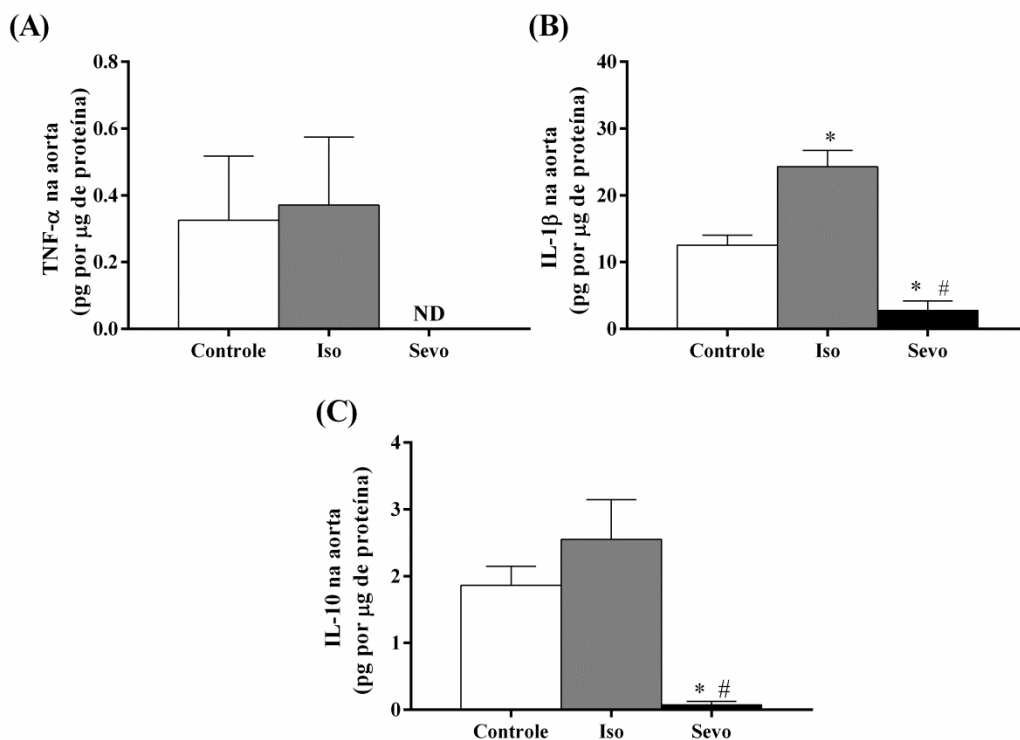 (A)
TNF-α na aorta
(pg por µg de proteína)
0.8
0.6
0.4
0.2
0.0
ND
Controle Iso Sevo
(B)
IL-1β na aorta
(pg por µg de proteína)
40
30
20
10
0
*
* #
Controle Iso Sevo
(C)
IL-10 na aorta
(pg por µg de proteína)
4
3
2
1
0
* #
Controle Iso Sevo